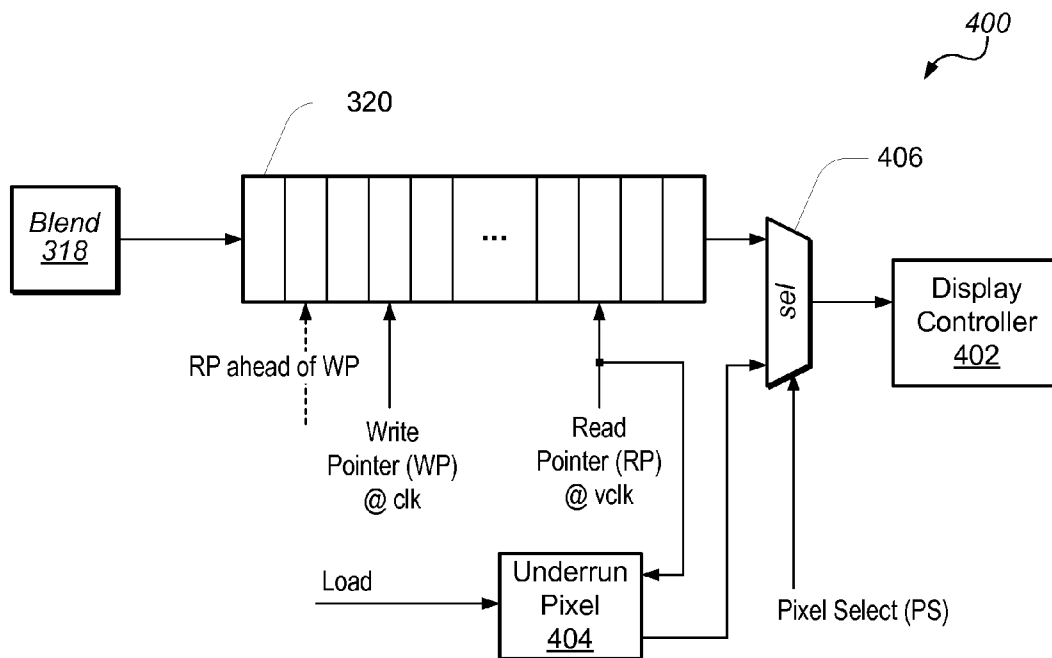 400
320
406
Blend
318
...
sel
Display
Controller
402
RP ahead of WP
Write
Pointer (WP)
@ clk
Read
Pointer (RP)
@ vclk
Load
Underrun
Pixel
404
Pixel Select (PS)